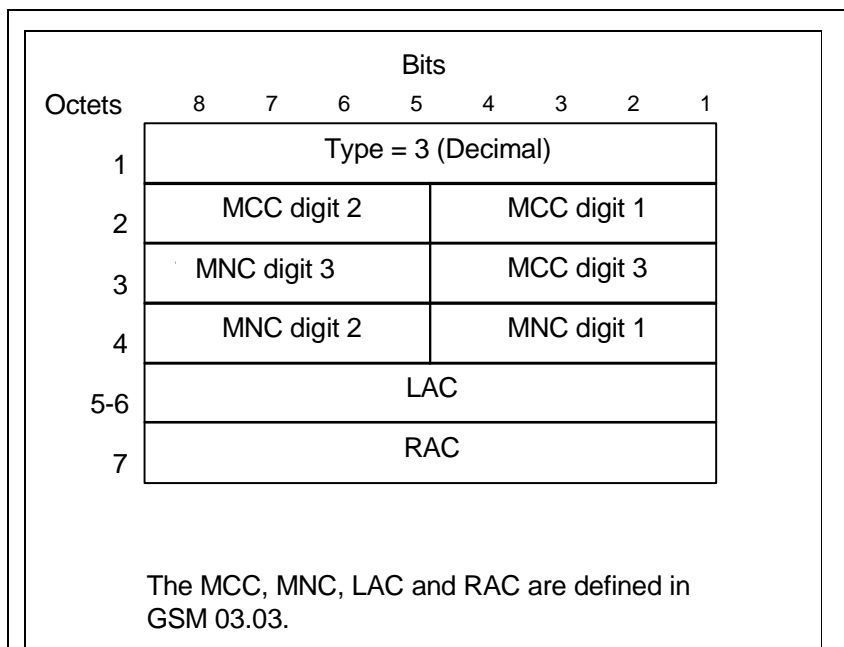 Bits
Octets 8 7 6 5 4 3 2 1
1 Type = 3 (Decimal)
2 MCC digit 2 MCC digit 1
3 MNC digit 3 MCC digit 3
4 MNC digit 2 MNC digit 1
5-6 LAC
7 RAC
The MCC, MNC, LAC and RAC are defined in
GSM 03.03.